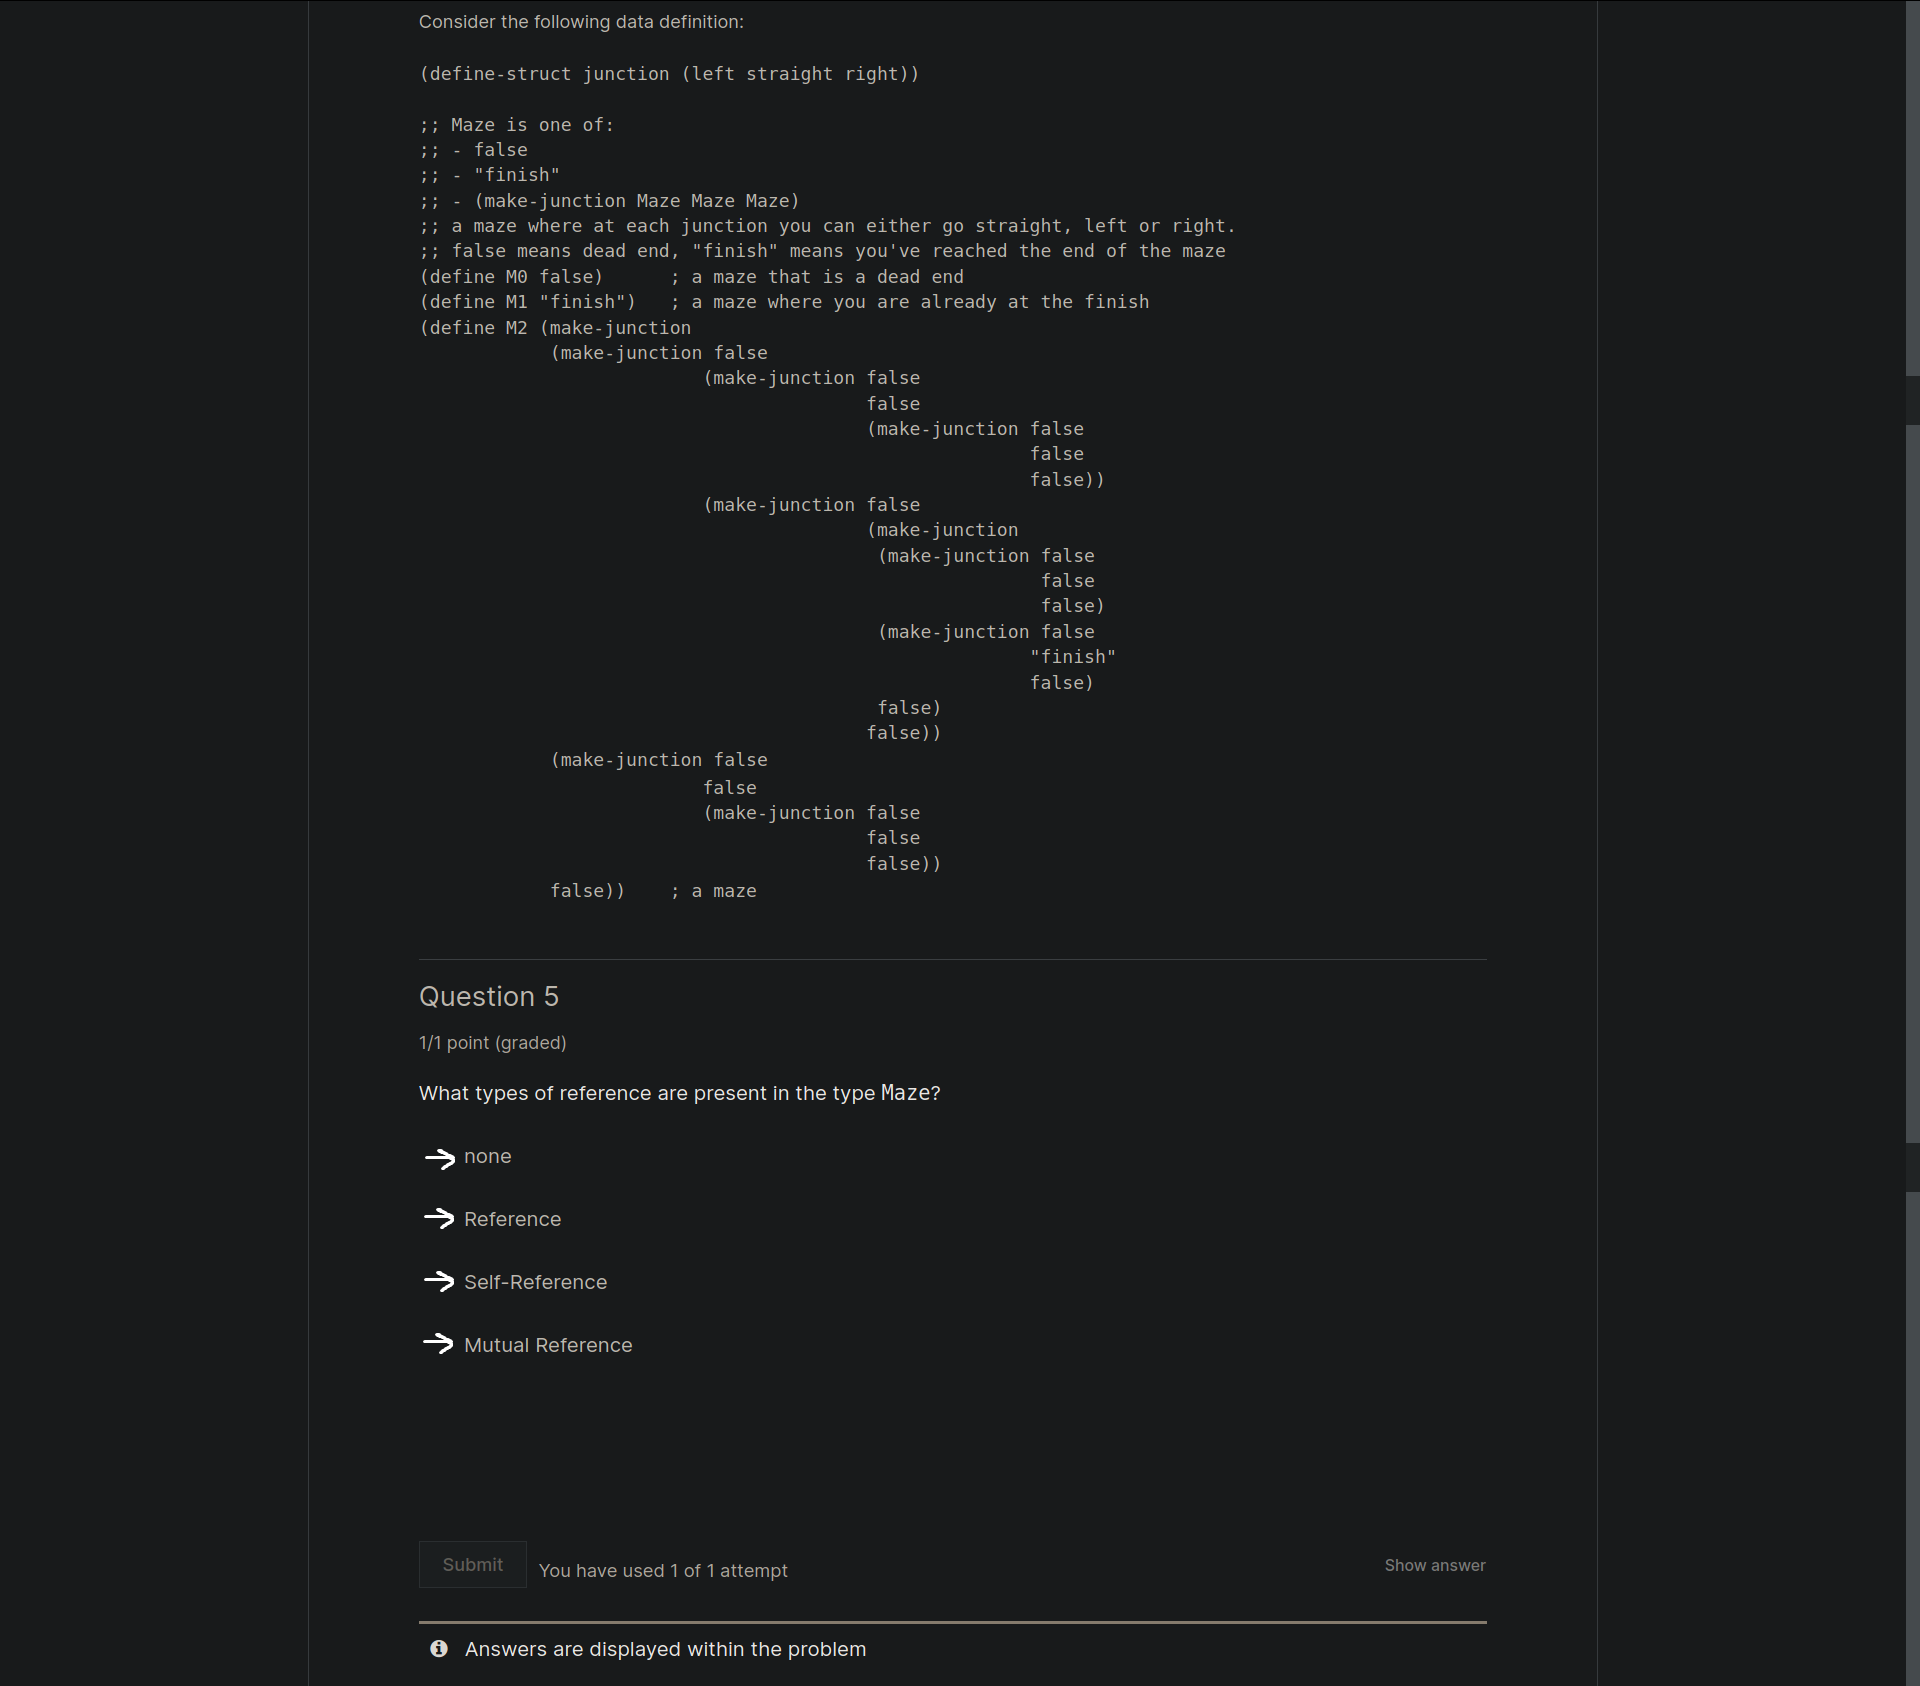 Consider the following data definition:
(define-struct junction (left straight right))
;; Maze is one of:
;; - false
;; - "finish"
;; - (make-junction Maze Maze Maze)
;; a maze where at each junction you can either go straight, left or right.
;; false means dead end, "finish" means you've reached the end of the maze
(define M0 false)      ; a maze that is a dead end
(define M1 "finish")   ; a maze where you are already at the finish
(define M2 (make-junction
            (make-junction false
                          (make-junction false
                                         false
                                         (make-junction false
                                                        false
                                                        false))
                          (make-junction false
                                         (make-junction
                                          (make-junction false
                                                         false
                                                         false)
                                          (make-junction false
                                                        "finish"
                                                        false)
                                          false)
                                         false))
            (make-junction false
                          false
                          (make-junction false
                                         false
                                         false))
            false))    ; a maze
Question 5
1/1 point (graded)
What types of reference are present in the type Maze?
none
Reference
Self-Reference
Mutual Reference
Submit
You have used 1 of 1 attempt
Show answer
Answers are displayed within the problem